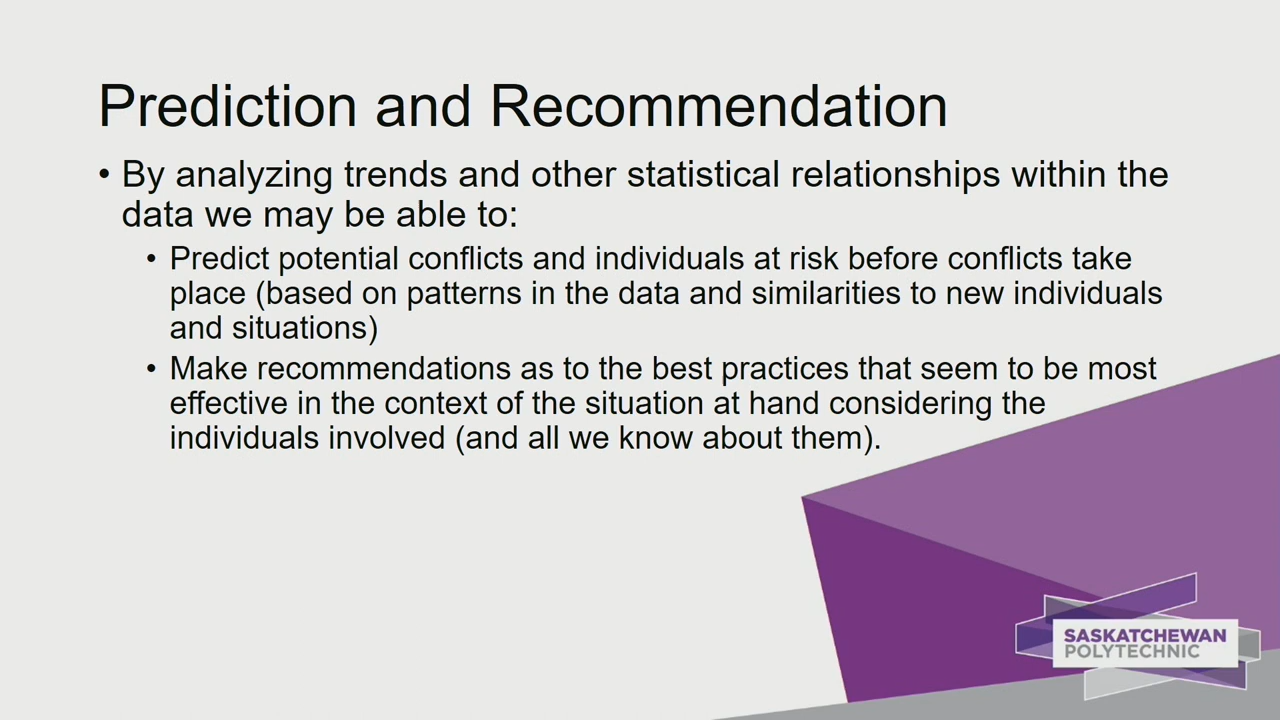 Prediction and Recommendation
• By analyzing trends and other statistical relationships within the
data we may be able to:
• Predict potential conflicts and individuals at risk before conflicts take
place (based on patterns in the data and similarities to new individuals
and situations)
• Make recommendations as to the best practices that seem to be most
effective in the context of the situation at hand considering the
individuals involved (and all we know about them).
SASKATCHEWAN
POLYTECHNIC